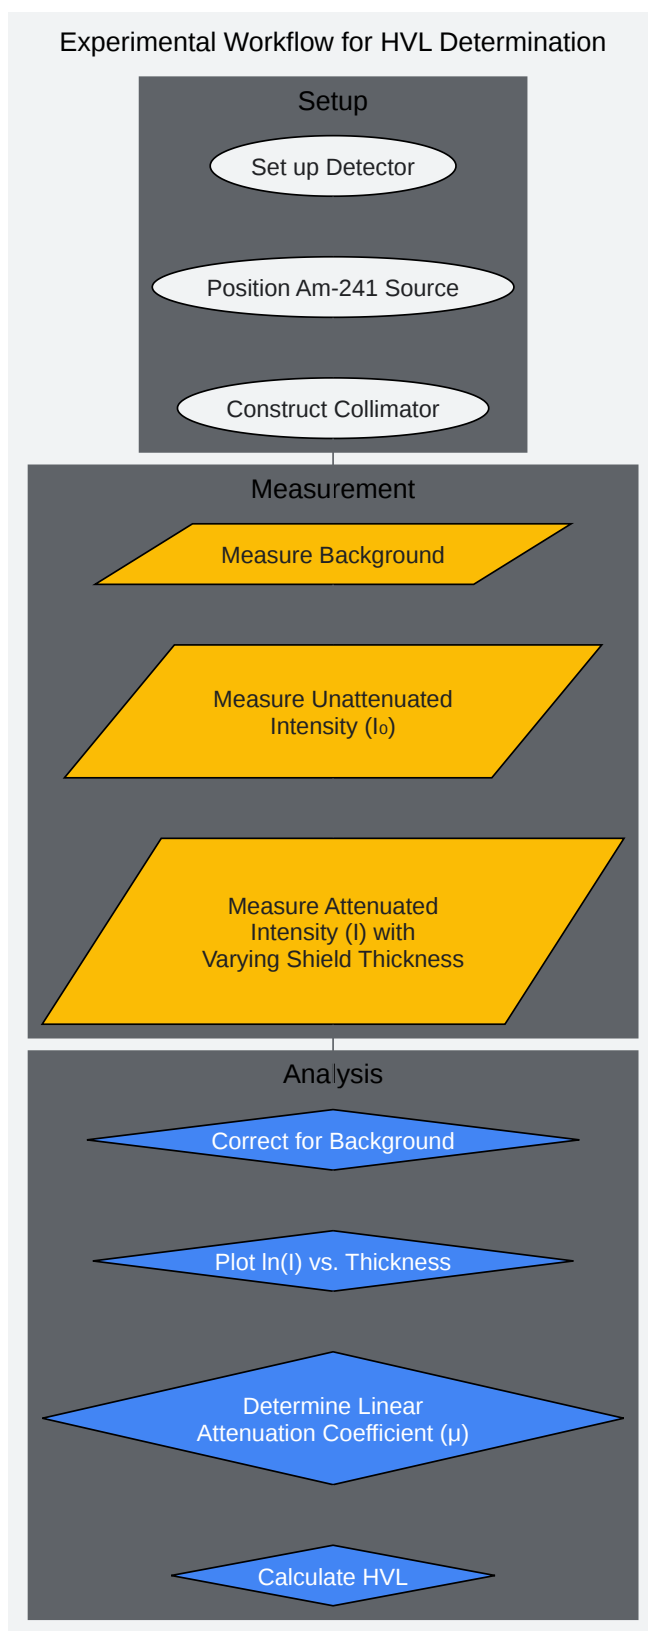 Experimental Workflow for HVL Determination
Setup
Set up Detector
Position Am-241 Source
Construct Collimator
Measurement
Measure Background
Measure Unattenuated
Intensity (I₀)
Measure Attenuated
Intensity (I) with
Varying Shield Thickness
Analysis
Correct for Background
Plot ln(I) vs. Thickness
Determine Linear
Attenuation Coefficient (μ)
Calculate HVL